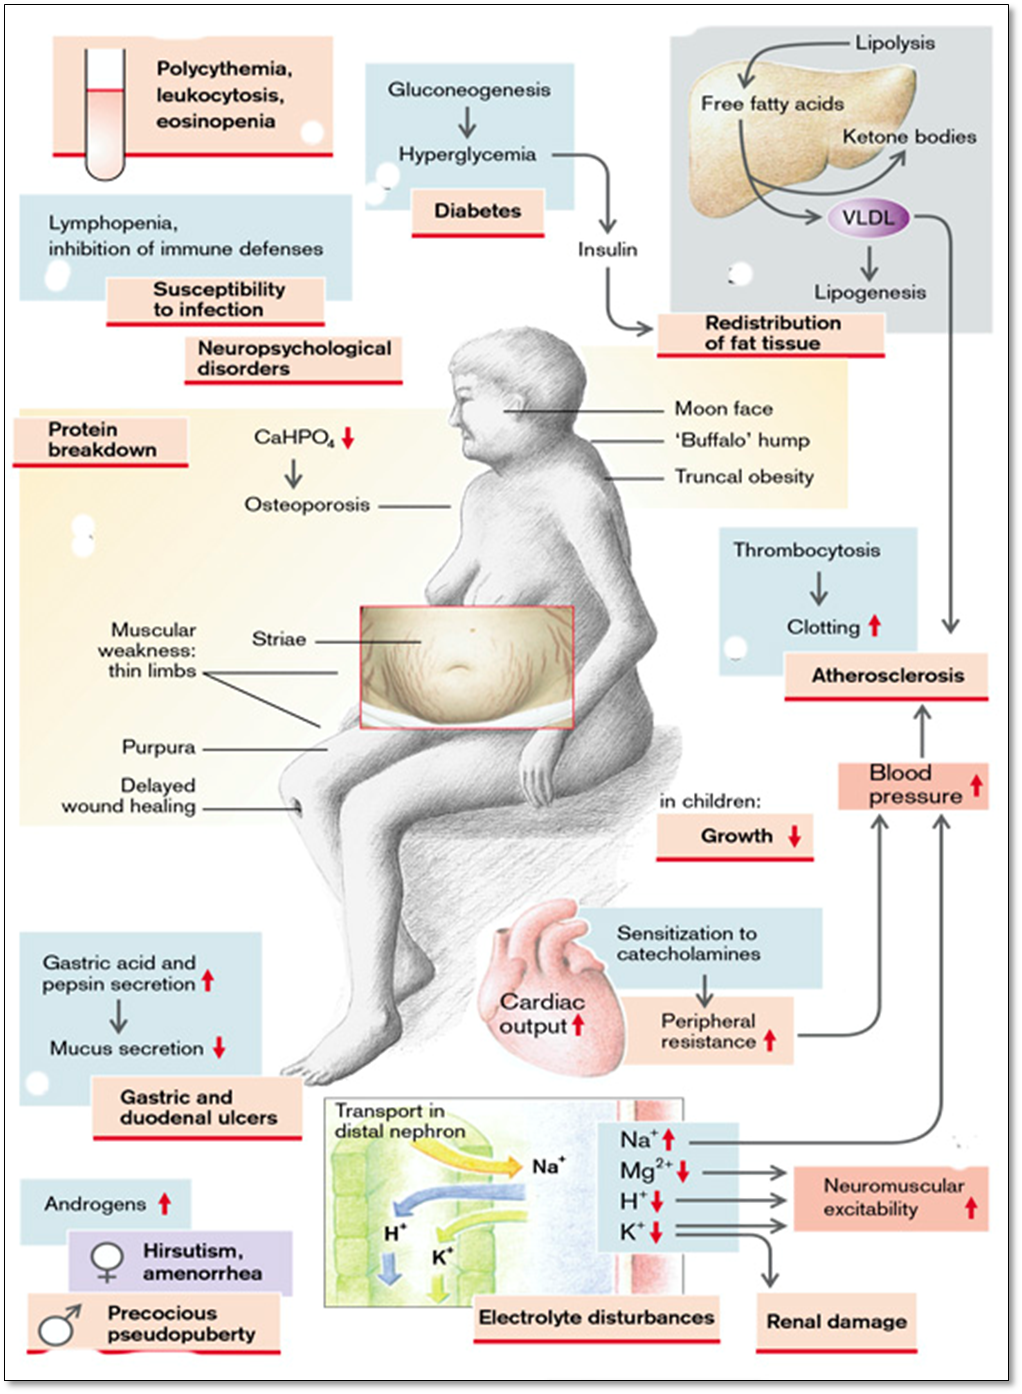 Polycythemia,
leukocytosis,
eosinopenia
Gluconeogenesis
Hyperglycemia
Diabetes
Insulin
Lipolysis
Free fatty acids
Ketone bodies
VLDL
Lipogenesis
Redistribution
of fat tissue
Lymphopenia,
inhibition of immune defenses
Susceptibility
to infection
Neuropsychological
disorders
Protein
breakdown
CaHPO₄
Osteoporosis
Moon face
‘Buffalo’ hump
Truncal obesity
Thrombocytosis
Clotting
Atherosclerosis
Muscular
weakness:
thin limbs
Striae
Purpura
Delayed
wound healing
Blood
pressure
in children:
Growth
Sensitization to
catecholamines
Cardiac
output
Peripheral
resistance
Gastric acid and
pepsin secretion
Mucus secretion
Gastric and
duodenal ulcers
Transport in
distal nephron
Na⁺
H⁺
K⁺
Na⁺
Mg²⁺
H⁺
K⁺
Neuromuscular
excitability
Electrolyte disturbances
Renal damage
Androgens
Hirsutism,
amenorrhea
Precocious
pseudopuberty